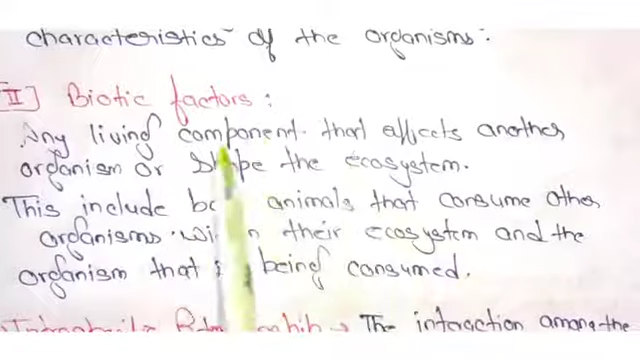 characteristics of the organisms:
[II] Biotic factors:
Any living component that affects another
organism or shape the ecosystem.
This include animals that consume other
organisms their ecosystem and the
organism that being consumed.
The interaction among the